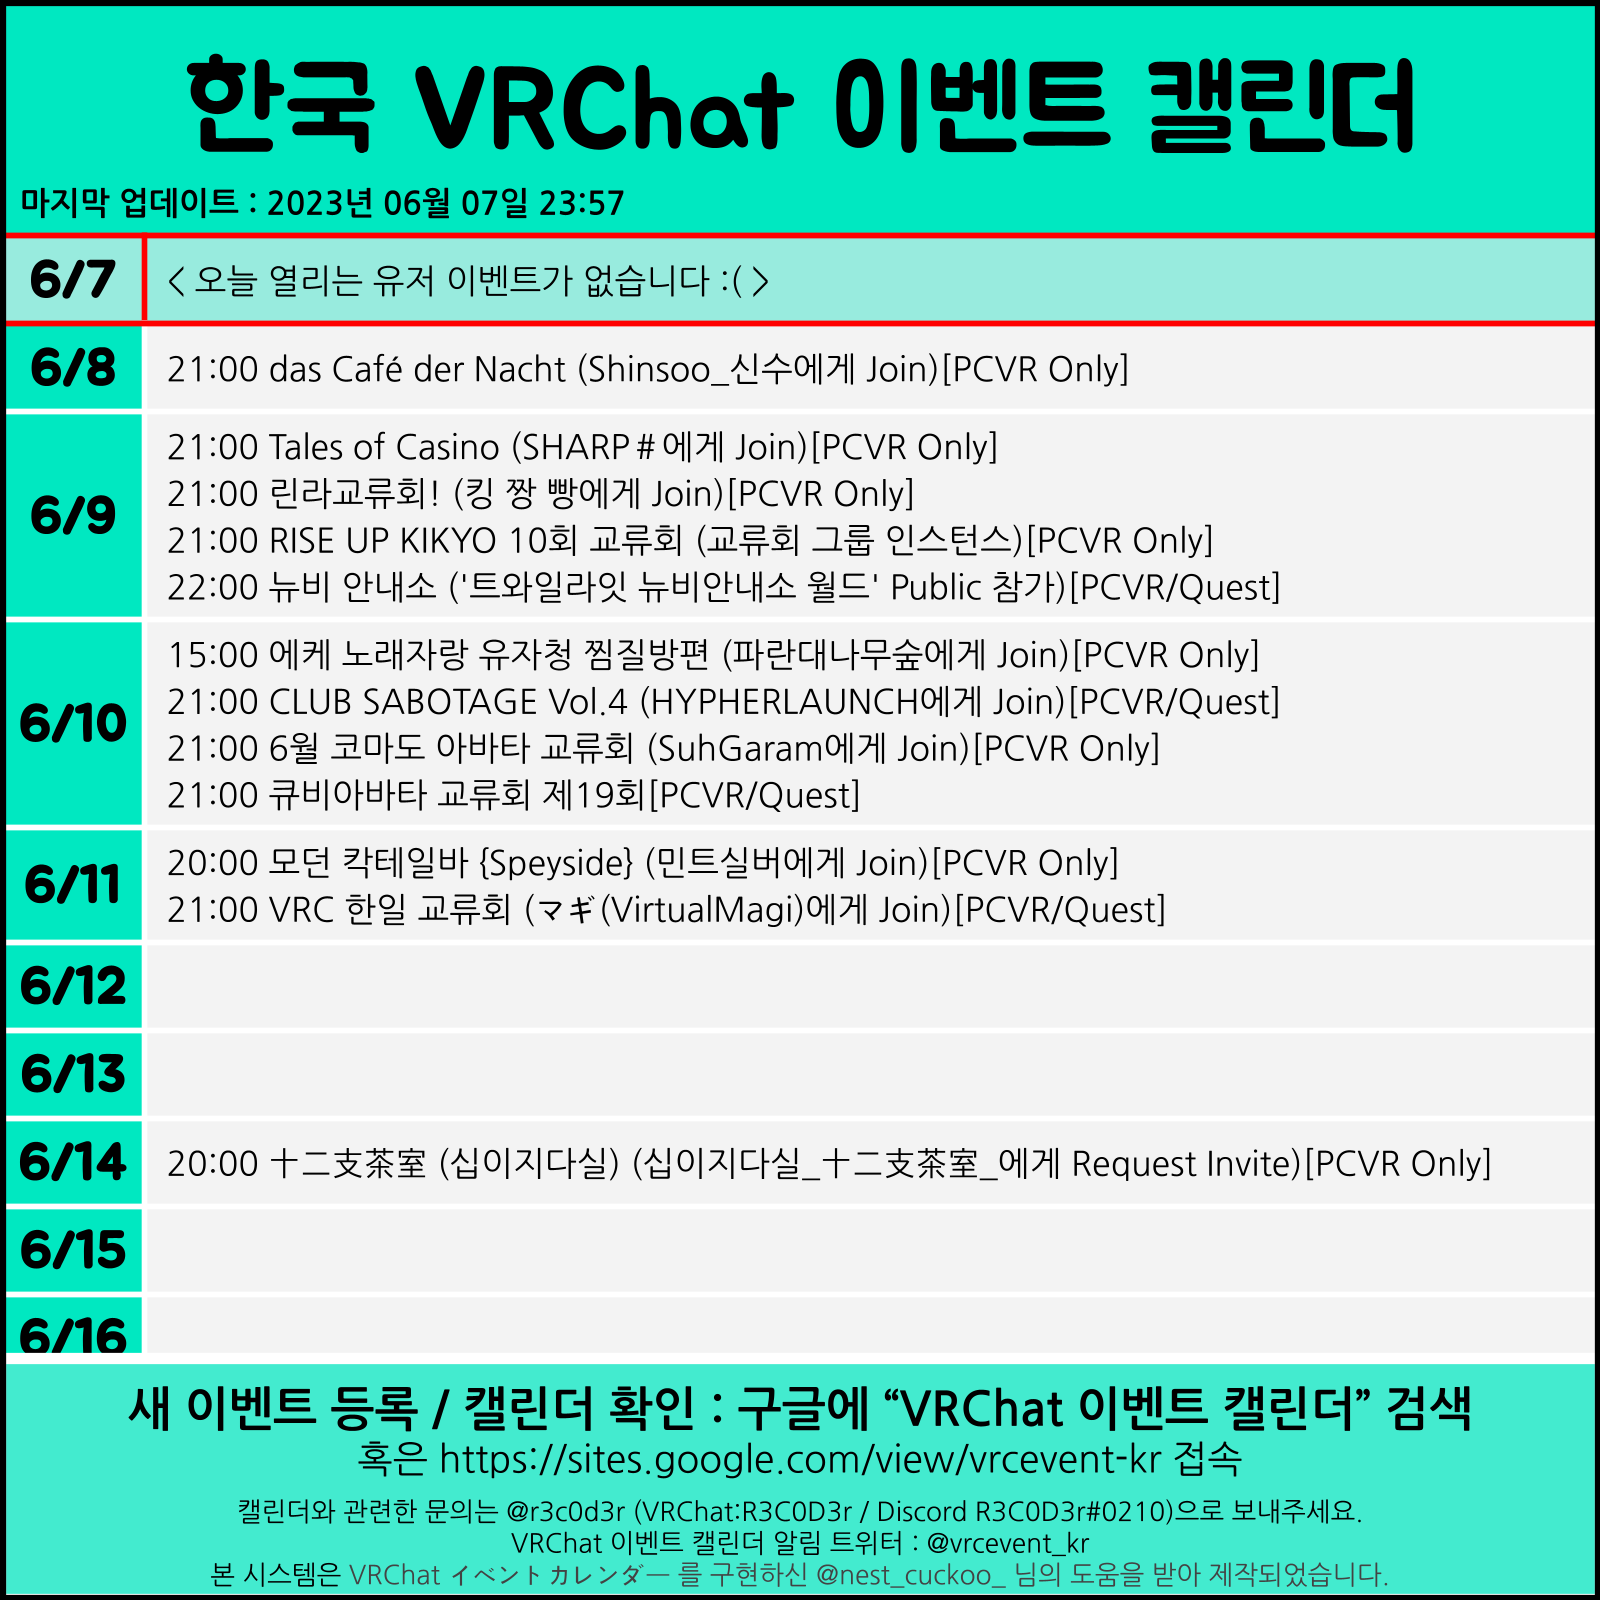 한국 VRChat 이벤트 캘린더
마지막 업데이트 : 2023년 06월 07일 23:57
6/7
< 오늘 열리는 유저 이벤트가 없습니다 :( >
6/8
21:00 das Café der Nacht (Shinsoo_신수에게 Join)[PCVR Only]
6/9
21:00 Tales of Casino (SHARP＃에게 Join)[PCVR Only]
21:00 린라교류회! (킹 짱 빵에게 Join)[PCVR Only]
21:00 RISE UP KIKYO 10회 교류회 (교류회 그룹 인스턴스)[PCVR Only]
22:00 뉴비 안내소 ('트와일라잇 뉴비안내소 월드' Public 참가)[PCVR/Quest]
6/10
15:00 에케 노래자랑 유자청 찜질방편 (파란대나무숲에게 Join)[PCVR Only]
21:00 CLUB SABOTAGE Vol.4 (HYPHERLAUNCH에게 Join)[PCVR/Quest]
21:00 6월 코마도 아바타 교류회 (SuhGaram에게 Join)[PCVR Only]
21:00 큐비아바타 교류회 제19회[PCVR/Quest]
6/11
20:00 모던 칵테일바 {Speyside} (민트실버에게 Join)[PCVR Only]
21:00 VRC 한일 교류회 (マギ(VirtualMagi)에게 Join)[PCVR/Quest]
6/12
6/13
6/14
20:00 十二支茶室 (십이지다실) (십이지다실_十二支茶室_에게 Request Invite)[PCVR Only]
6/15
6/16
새 이벤트 등록 / 캘린더 확인 : 구글에 “VRChat 이벤트 캘린더” 검색
혹은 https://sites.google.com/view/vrcevent-kr 접속
캘린더와 관련한 문의는 @r3c0d3r (VRChat:R3C0D3r / Discord R3C0D3r#0210)으로 보내주세요.
VRChat 이벤트 캘린더 알림 트위터 : @vrcevent_kr
본 시스템은 VRChat イベントカレンダー 를 구현하신 @nest_cuckoo_ 님의 도움을 받아 제작되었습니다.